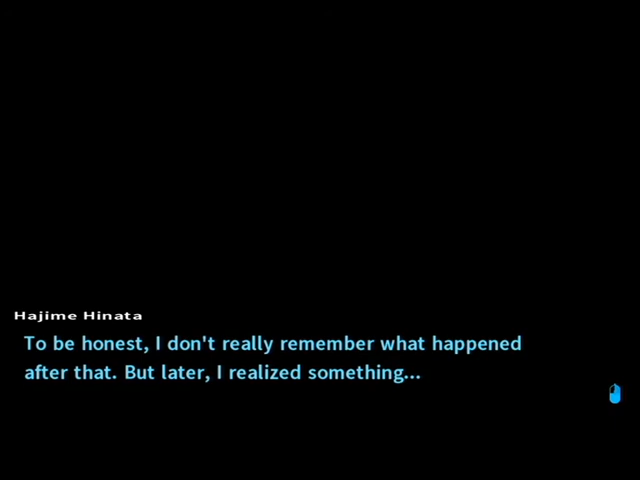 Hajime Hinata
To be honest, I don't really remember what happened
after that. But later, I realized something...